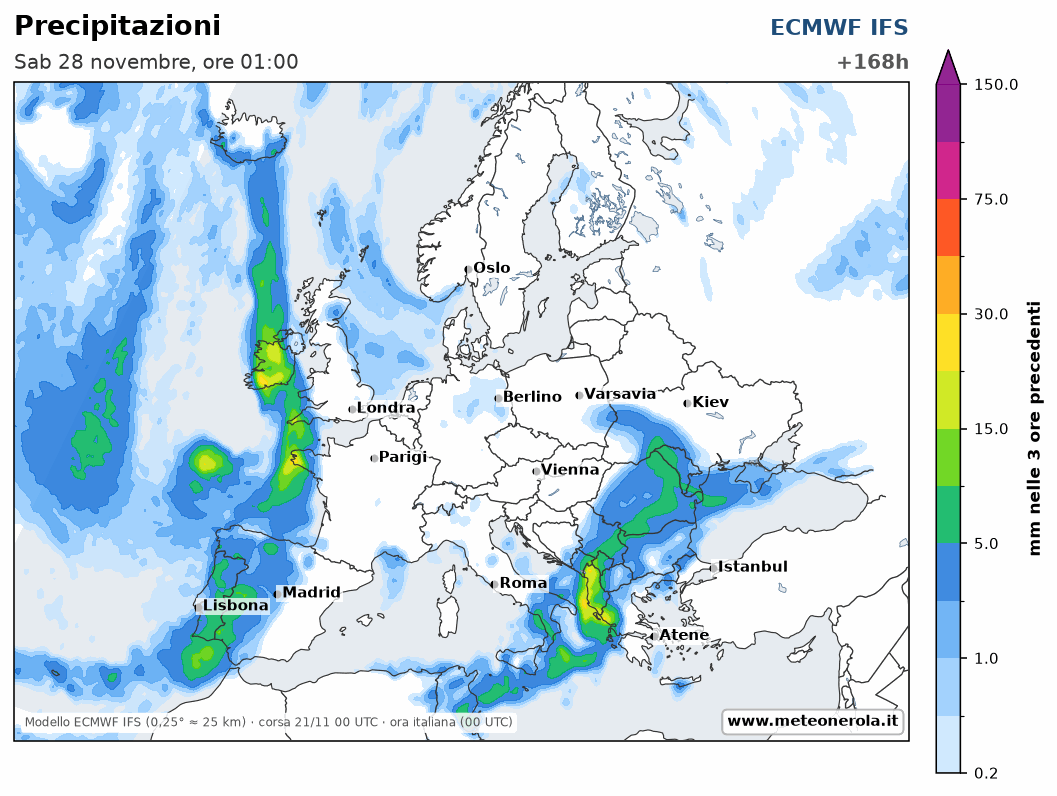 Precipitazioni
ECMWF IFS
Sab 28 novembre, ore 01:00
+168h
150.0
75.0
30.0
15.0
5.0
1.0
0.2
mm nelle 3 ore precedenti
Oslo
Londra
Berlino
Varsavia
Kiev
Parigi
Vienna
Roma
Istanbul
Madrid
Lisbona
Atene
Modello ECMWF IFS (0,25° ≈ 25 km) · corsa 21/11 00 UTC · ora italiana (00 UTC)
www.meteonerola.it